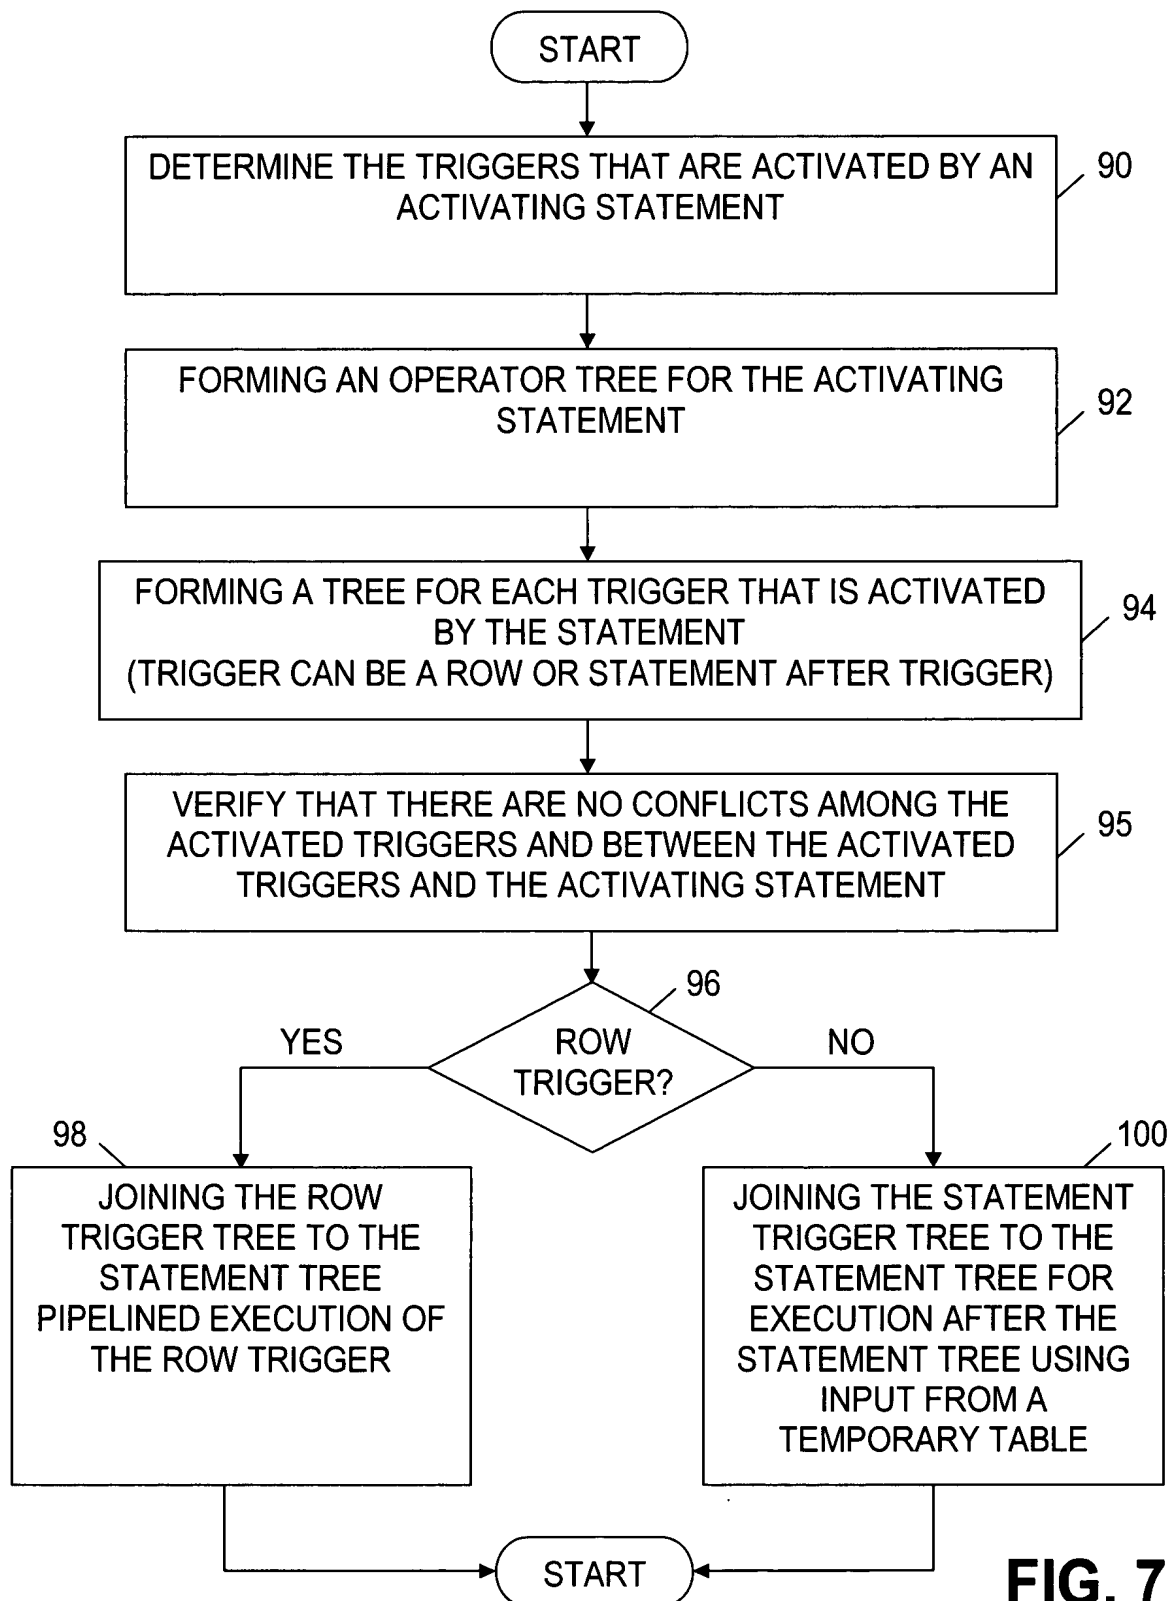 START
DETERMINE THE TRIGGERS THAT ARE ACTIVATED BY AN
ACTIVATING STATEMENT
90
FORMING AN OPERATOR TREE FOR THE ACTIVATING
STATEMENT
92
FORMING A TREE FOR EACH TRIGGER THAT IS ACTIVATED
BY THE STATEMENT
(TRIGGER CAN BE A ROW OR STATEMENT AFTER TRIGGER)
94
VERIFY THAT THERE ARE NO CONFLICTS AMONG THE
ACTIVATED TRIGGERS AND BETWEEN THE ACTIVATED
TRIGGERS AND THE ACTIVATING STATEMENT
95
96
ROW
TRIGGER?
YES
NO
98
JOINING THE ROW
TRIGGER TREE TO THE
STATEMENT TREE
PIPELINED EXECUTION OF
THE ROW TRIGGER
100
JOINING THE STATEMENT
TRIGGER TREE TO THE
STATEMENT TREE FOR
EXECUTION AFTER THE
STATEMENT TREE USING
INPUT FROM A
TEMPORARY TABLE
START
FIG. 7